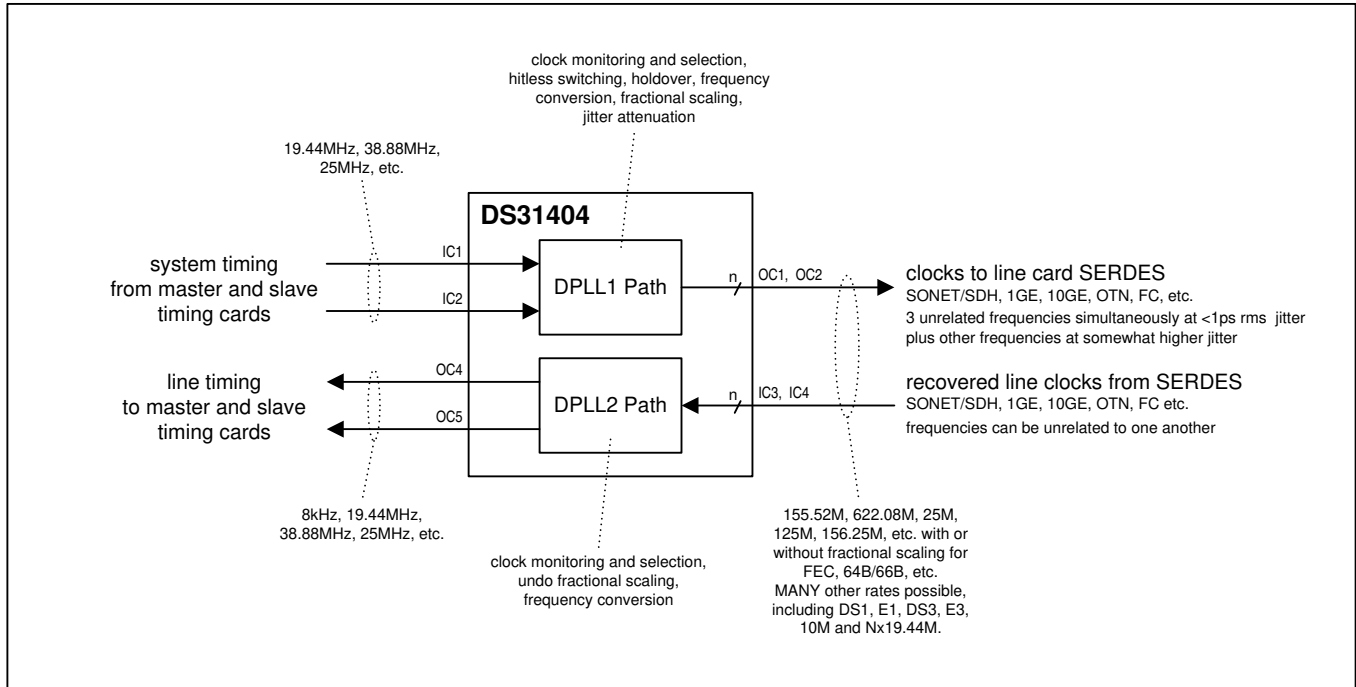 clock monitoring and selection,
hitless switching, holdover, frequency
conversion, fractional scaling,
jitter attenuation
19.44MHz, 38.88MHz,
25MHz, etc.
DS31404
system timing
from master and slave
timing cards
IC1
IC2
DPLL1 Path
n
OC1, OC2
clocks to line card SERDES
SONET/SDH, 1GE, 10GE, OTN, FC, etc.
3 unrelated frequencies simultaneously at <1ps rms jitter
plus other frequencies at somewhat higher jitter
line timing
to master and slave
timing cards
OC4
OC5
DPLL2 Path
n
IC3, IC4
recovered line clocks from SERDES
SONET/SDH, 1GE, 10GE, OTN, FC etc.
frequencies can be unrelated to one another
8kHz, 19.44MHz,
38.88MHz, 25MHz, etc.
clock monitoring and selection,
undo fractional scaling,
frequency conversion
155.52M, 622.08M, 25M,
125M, 156.25M, etc. with or
without fractional scaling for
FEC, 64B/66B, etc.
MANY other rates possible,
including DS1, E1, DS3, E3,
10M and Nx19.44M.